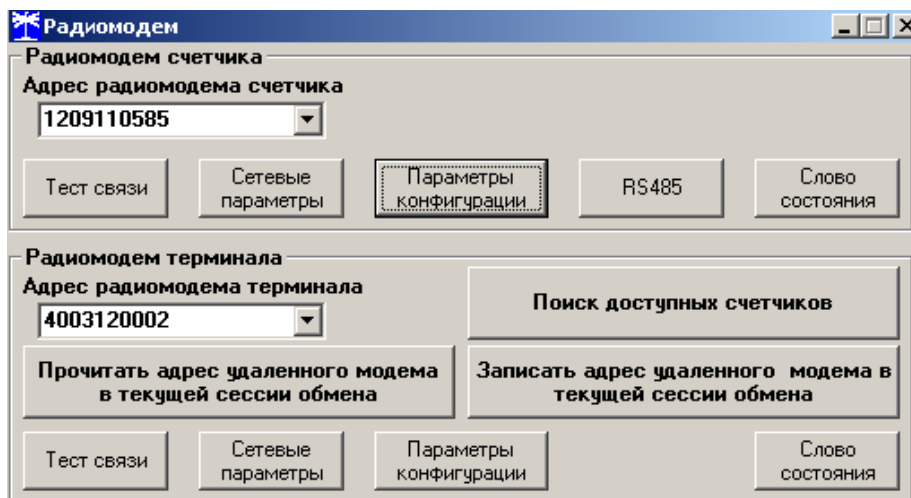 Радиомодем
Радиомодем счетчика
Адрес радиомодема счетчика
1209110585
Тест связи
Сетевые
параметры
Параметры
конфигурации
RS485
Слово
состояния
Радиомодем терминала
Адрес радиомодема терминала
4003120002
Поиск доступных счетчиков
Прочитать адрес удаленного модема
в текущей сессии обмена
Записать адрес удаленного модема в
текущей сессии обмена
Тест связи
Сетевые
параметры
Параметры
конфигурации
Слово
состояния